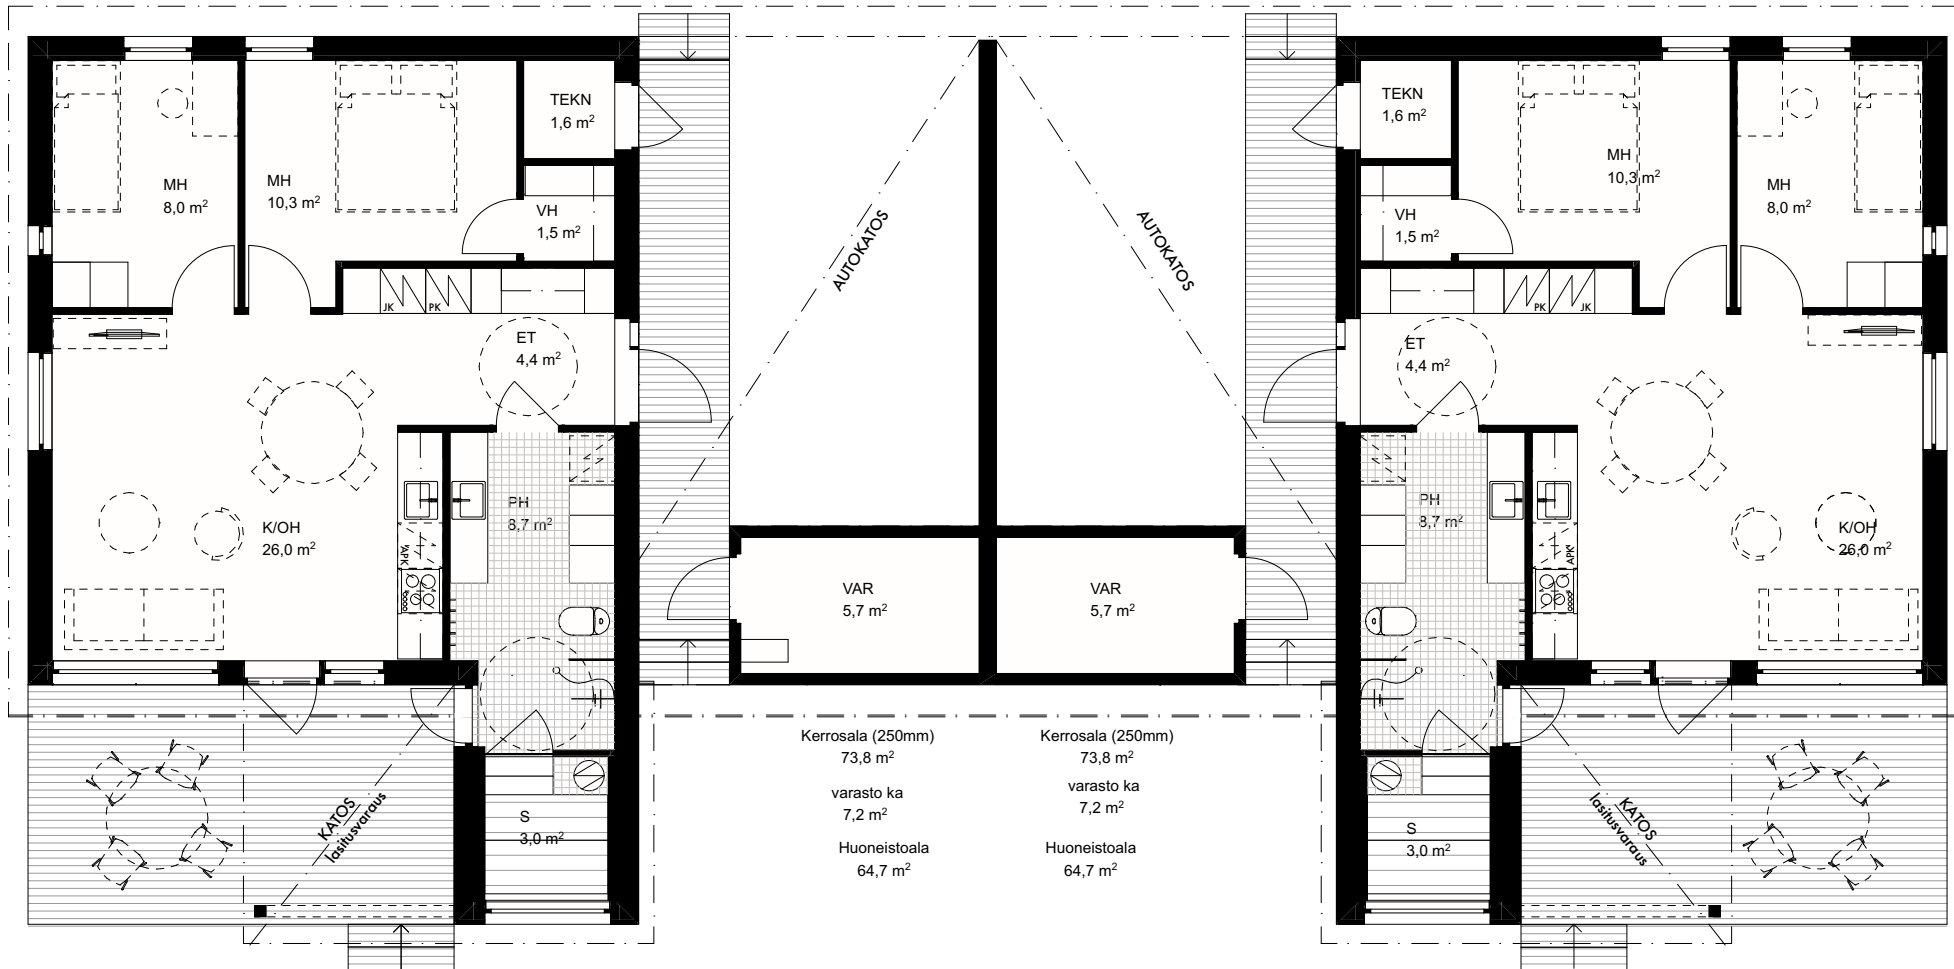 TEKN
1,6 m²
MH
8,0 m²
MH
10,3 m²
VH
1,5 m²
JK
PK
ET
4,4 m²
PH
8,7 m²
K/OH
26,0 m²
APK
S
3,0 m²
KATOS
lasitusvaraus
AUTOKATOS
AUTOKATOS
VAR
5,7 m²
VAR
5,7 m²
Kerrosala (250mm)
73,8 m²
varasto ka
7,2 m²
Huoneistoala
64,7 m²
Kerrosala (250mm)
73,8 m²
varasto ka
7,2 m²
Huoneistoala
64,7 m²
TEKN
1,6 m²
MH
10,3 m²
MH
8,0 m²
VH
1,5 m²
PK
JK
ET
4,4 m²
PH
8,7 m²
APK
K/OH
26,0 m²
S
3,0 m²
KATOS
lasitusvaraus